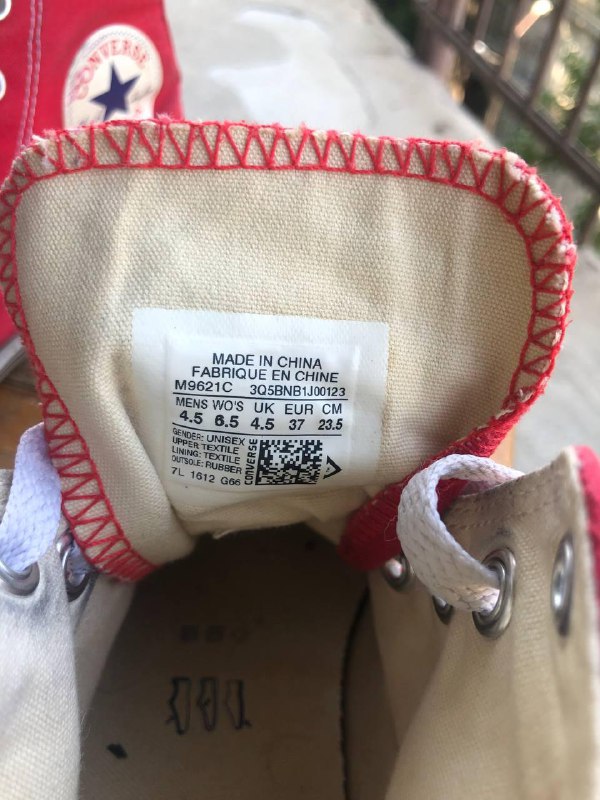 CONVERSE
MADE IN CHINA
FABRIQUE EN CHINE
M9621C 3Q5BNB1J00123
MENS WO'S UK EUR CM
4.5 6.5 4.5 37 23.5
GENDER: UNISEX
UPPER: TEXTILE
LINING: TEXTILE
OUTSOLE: RUBBER
7L 1612 G66
CONVERSE